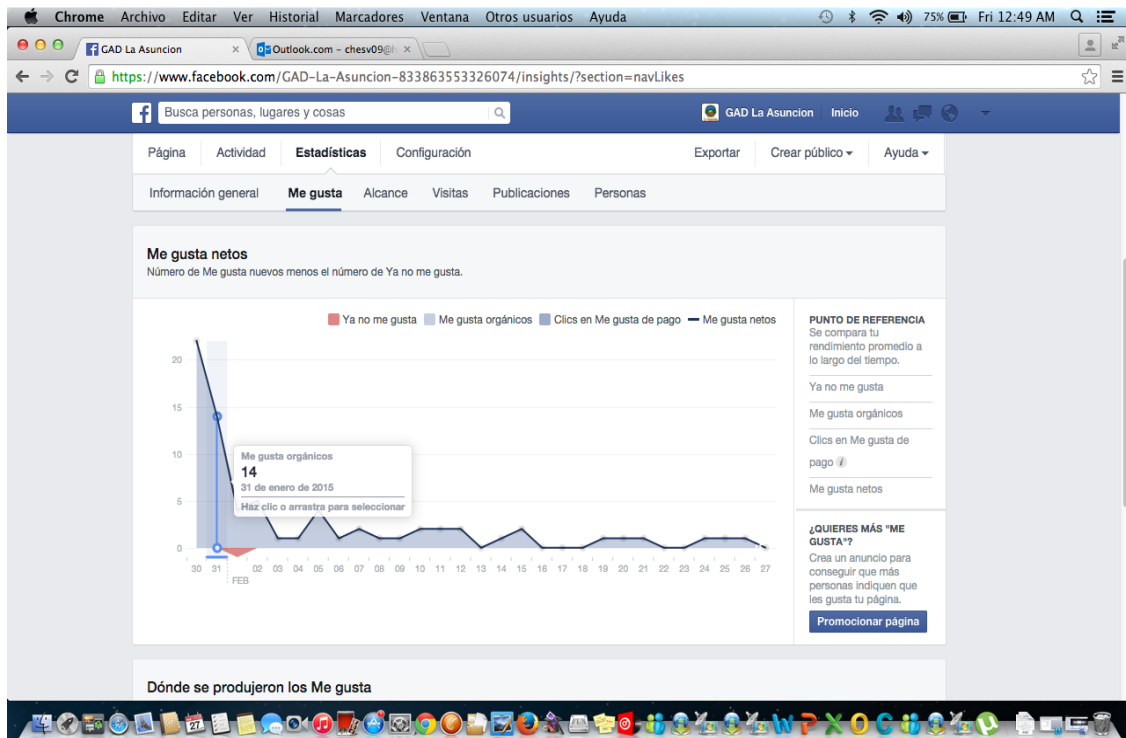 Chrome Archivo Editar Ver Historial Marcadores Ventana Otros usuarios Ayuda 75% Fri 12:49 AM
GAD La Asuncion × Outlook.com – chesv09@h ×
https://www.facebook.com/GAD-La-Asuncion-833863553326074/insights/?section=navLikes
Busca personas, lugares y cosas GAD La Asuncion Inicio
Página Actividad Estadísticas Configuración Exportar Crear público Ayuda
Información general Me gusta Alcance Visitas Publicaciones Personas
Me gusta netos
Número de Me gusta nuevos menos el número de Ya no me gusta.
Ya no me gusta Me gusta orgánicos Clics en Me gusta de pago Me gusta netos
20
15
10
5
0
Me gusta orgánicos
14
31 de enero de 2015
Haz clic o arrastra para seleccionar
30 31 02 03 04 05 06 07 08 09 10 11 12 13 14 15 16 17 18 19 20 21 22 23 24 25 26 27
FEB
PUNTO DE REFERENCIA
Se compara tu
rendimiento promedio a
lo largo del tiempo.
Ya no me gusta
Me gusta orgánicos
Clics en Me gusta de
pago i
Me gusta netos
¿QUIERES MÁS "ME
GUSTA"?
Crea un anuncio para
conseguir que más
personas indiquen que
les gusta tu página.
Promocionar página
Dónde se produjeron los Me gusta